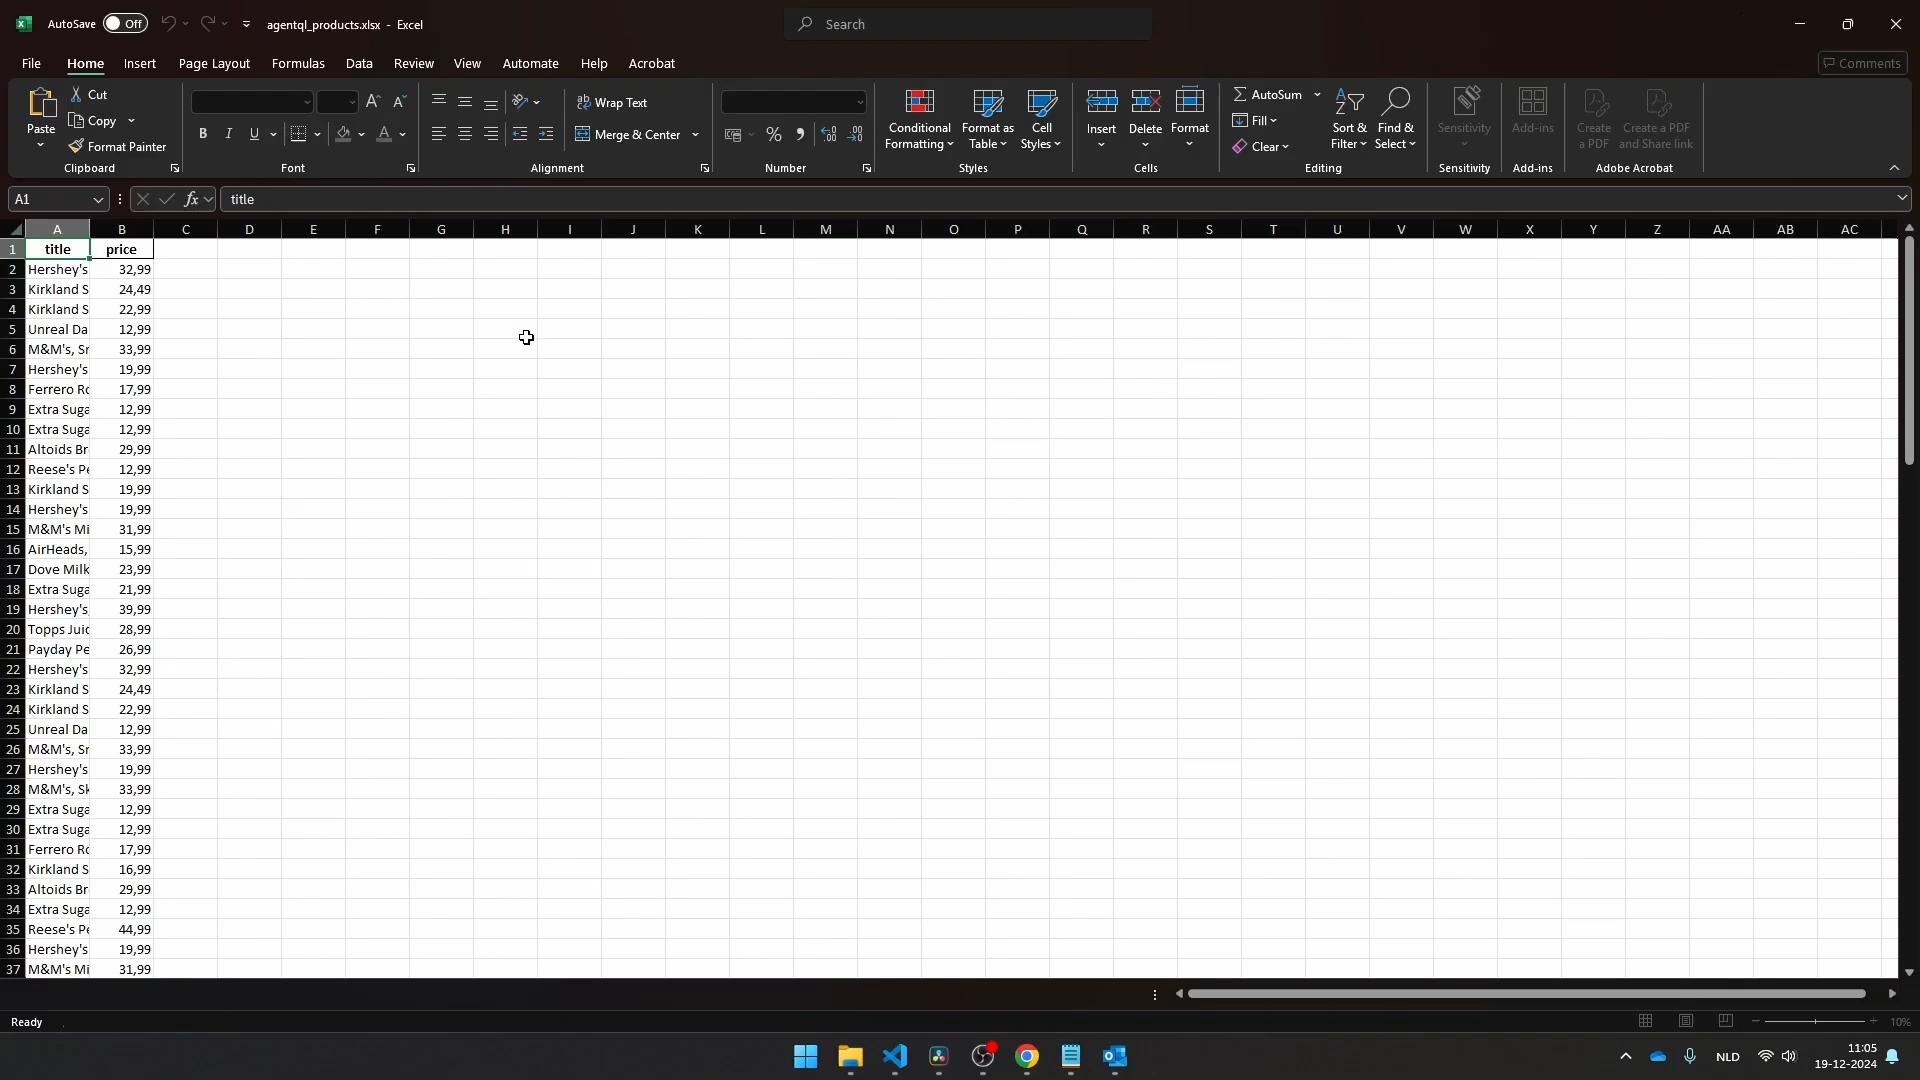 AutoSave Off agentql_products.xlsx - Excel Search
File Home Insert Page Layout Formulas Data Review View Automate Help Acrobat Comments
Paste Cut Copy Format Painter Clipboard
B I U Font
Wrap Text Merge & Center Alignment
% Number
Conditional Formatting Format as Table Cell Styles Styles
Insert Delete Format Cells
AutoSum Fill Clear Sort & Filter Find & Select Editing
Sensitivity Sensitivity
Add-ins Add-ins
Create a PDF Create a PDF and Share link Adobe Acrobat
A1 fx title
A B C D E F G H I J K L M N O P Q R S T U V W X Y Z AA AB AC
1 title price
2 Hershey's 32,99
3 Kirkland S 24,49
4 Kirkland S 22,99
5 Unreal Da 12,99
6 M&M's, Sn 33,99
7 Hershey's 19,99
8 Ferrero Ro 17,99
9 Extra Suga 12,99
10 Extra Suga 12,99
11 Altoids Br 29,99
12 Reese's Pe 12,99
13 Kirkland S 19,99
14 Hershey's 19,99
15 M&M's Mi 31,99
16 AirHeads, 15,99
17 Dove Milk 23,99
18 Extra Suga 21,99
19 Hershey's, 39,99
20 Topps Juic 28,99
21 Payday Pe 26,99
22 Hershey's 32,99
23 Kirkland S 24,49
24 Kirkland S 22,99
25 Unreal Da 12,99
26 M&M's, Sn 33,99
27 Hershey's 19,99
28 M&M's, Sk 33,99
29 Extra Suga 12,99
30 Extra Suga 12,99
31 Ferrero Ro 17,99
32 Kirkland S 16,99
33 Altoids Br 29,99
34 Extra Suga 12,99
35 Reese's Pe 44,99
36 Hershey's 19,99
37 M&M's Mi 31,99
Ready
NLD 11:05
19-12-2024